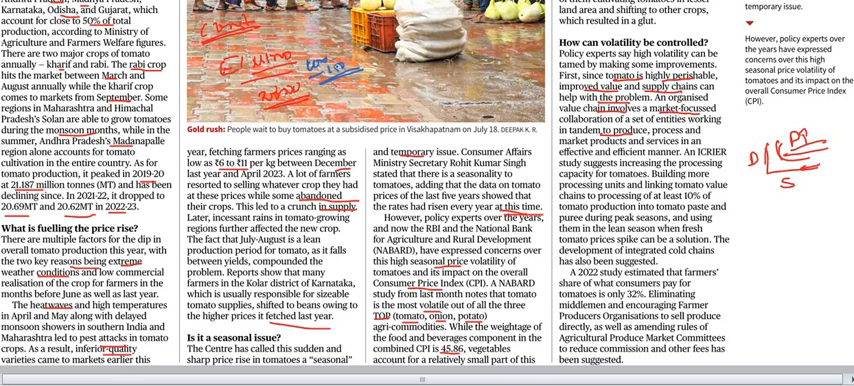 Andhra Pradesh, Madhya Pradesh,
Karnataka, Odisha, and Gujarat, which
account for close to 50% of total
production, according to Ministry of
Agriculture and Farmers Welfare figures.
There are two major crops of tomato
annually – kharif and rabi. The rabi crop
hits the market between March and
August annually while the kharif crop
comes to markets from September. Some
regions in Maharashtra and Himachal
Pradesh's Solan are able to grow tomatoes
during the monsoon months, while in the
summer, Andhra Pradesh's Madanapalle
region alone accounts for tomato
cultivation in the entire country. As for
tomato production, it peaked in 2019-20
at 21.187 million tonnes (MT) and has been
declining since. In 2021-22, it dropped to
20.69MT and 20.62MT in 2022-23.
What is fuelling the price rise?
There are multiple factors for the dip in
overall tomato production this year, with
the two key reasons being extreme
weather conditions and low commercial
realisation of the crop for farmers in the
months before June as well as last year.
The heatwaves and high temperatures
in April and May along with delayed
monsoon showers in southern India and
Maharashtra led to pest attacks in tomato
crops. As a result, inferior-quality
varieties came to markets earlier this
Gold rush: People wait to buy tomatoes at a subsidised price in Visakhapatnam on July 18. DEEPAK K. R.
year, fetching farmers prices ranging as
low as ₹6 to ₹11 per kg between December
last year and April 2023. A lot of farmers
resorted to selling whatever crop they had
at these prices while some abandoned
their crops. This led to a crunch in supply.
Later, incessant rains in tomato-growing
regions further affected the new crop.
The fact that July-August is a lean
production period for tomato, as it falls
between yields, compounded the
problem. Reports show that many
farmers in the Kolar district of Karnataka,
which is usually responsible for sizeable
tomato supplies, shifted to beans owing to
the higher prices it fetched last year.
Is it a seasonal issue?
The Centre has called this sudden and
sharp price rise in tomatoes a "seasonal"
and temporary issue. Consumer Affairs
Ministry Secretary Rohit Kumar Singh
stated that there is a seasonality to
tomatoes, adding that the data on tomato
prices of the last five years showed that
the rates had risen every year at this time.
However, policy experts over the years,
and now the RBI and the National Bank
for Agriculture and Rural Development
(NABARD), have expressed concerns over
this high seasonal price volatility of
tomatoes and its impact on the overall
Consumer Price Index (CPI). A NABARD
study from last month notes that tomato
is the most volatile out of all the three
TOP (tomato, onion, potato)
agri-commodities. While the weightage of
the food and beverages component in the
combined CPI is 45.86, vegetables
account for a relatively small part of this
land area and shifting to other crops,
which resulted in a glut.
How can volatility be controlled?
Policy experts say high volatility can be
tamed by making some improvements.
First, since tomato is highly perishable,
improved value and supply chains can
help with the problem. An organised
value chain involves a market-focussed
collaboration of a set of entities working
in tandem to produce, process and
market products and services in an
effective and efficient manner. An ICRIER
study suggests increasing the processing
capacity for tomatoes. Building more
processing units and linking tomato value
chains to processing of at least 10% of
tomato production into tomato paste and
puree during peak seasons, and using
them in the lean season when fresh
tomato prices spike can be a solution. The
development of integrated cold chains
has also been suggested.
A 2022 study estimated that farmers'
share of what consumers pay for
tomatoes is only 32%. Eliminating
middlemen and encouraging Farmer
Producers Organisations to sell produce
directly, as well as amending rules of
Agricultural Produce Market Committees
to reduce commission and other fees has
been suggested.
temporary issue.
However, policy experts over
the years have expressed
concerns over this high
seasonal price volatility of
tomatoes and its impact on the
overall Consumer Price Index
(CPI).
D
S